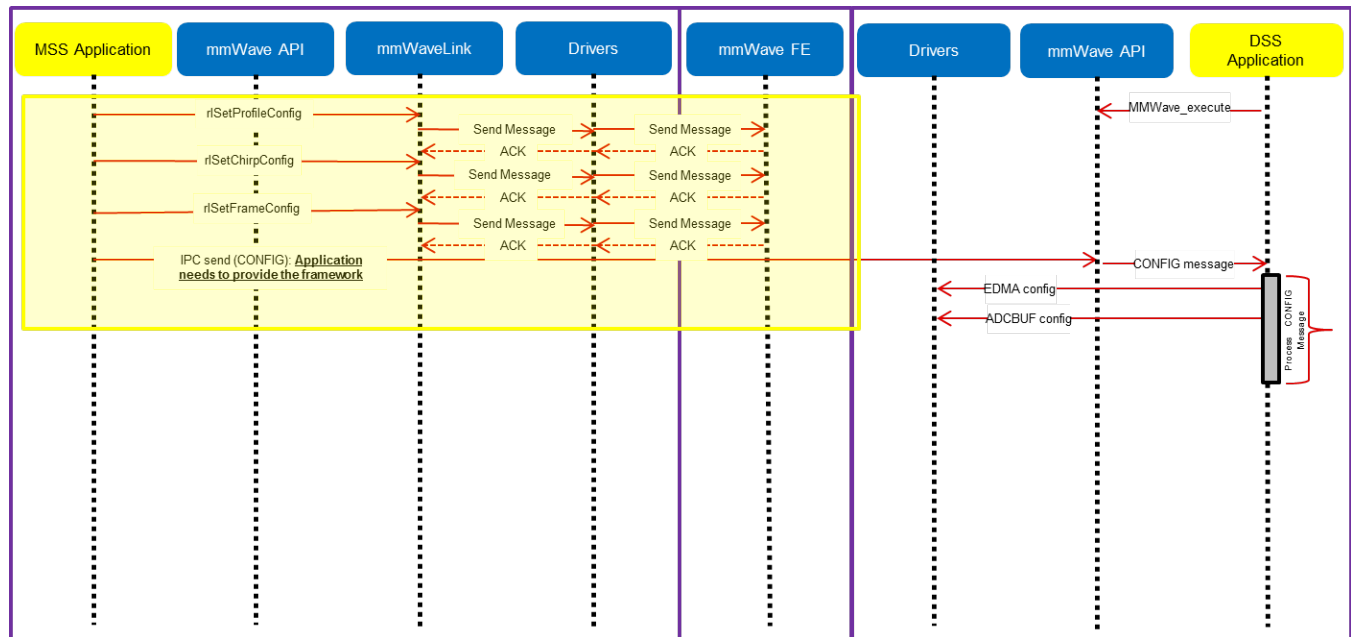 MSS Application
mmWave API
mmWaveLink
Drivers
mmWave FE
Drivers
mmWave API
DSS
Application
rlSetProfileConfig
MMWave_execute
Send Message
Send Message
ACK
ACK
rlSetChirpConfig
Send Message
Send Message
ACK
ACK
rlSetFrameConfig
Send Message
Send Message
ACK
ACK
IPC send (CONFIG): Application
needs to provide the framework
CONFIG message
EDMA config
ADCBUF config
Process CONFIG
Message